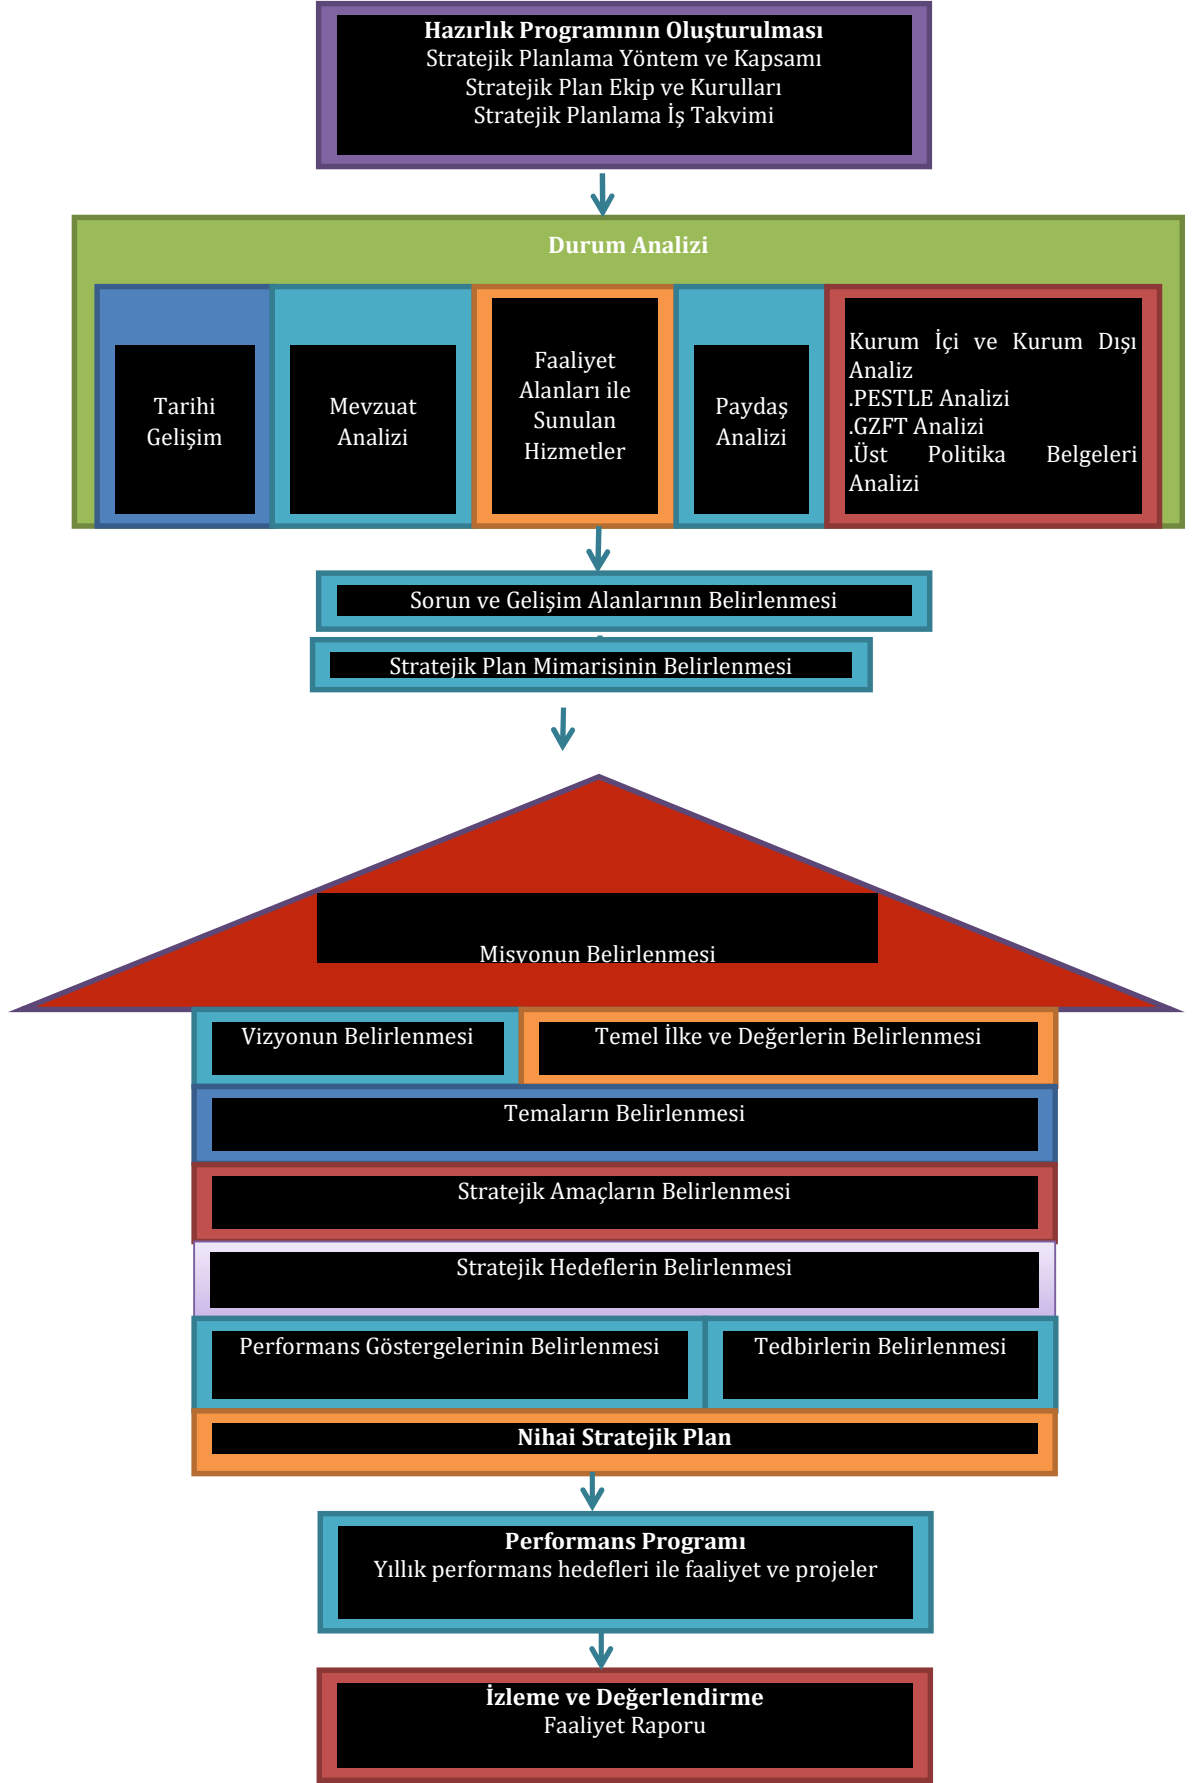 Hazırlık Programının Oluşturulması
Stratejik Planlama Yöntem ve Kapsamı
Stratejik Plan Ekip ve Kurulları
Stratejik Planlama İş Takvimi
Durum Analizi
Tarihi
Gelişim
Mevzuat
Analizi
Faaliyet
Alanları ile
Sunulan
Hizmetler
Paydaş
Analizi
Kurum İçi ve Kurum Dışı
Analiz
.PESTLE Analizi
.GZFT Analizi
.Üst Politika Belgeleri
Analizi
Sorun ve Gelişim Alanlarının Belirlenmesi
Stratejik Plan Mimarisinin Belirlenmesi
Misyonun Belirlenmesi
Vizyonun Belirlenmesi
Temel İlke ve Değerlerin Belirlenmesi
Temaların Belirlenmesi
Stratejik Amaçların Belirlenmesi
Stratejik Hedeflerin Belirlenmesi
Performans Göstergelerinin Belirlenmesi
Tedbirlerin Belirlenmesi
Nihai Stratejik Plan
Performans Programı
Yıllık performans hedefleri ile faaliyet ve projeler
İzleme ve Değerlendirme
Faaliyet Raporu